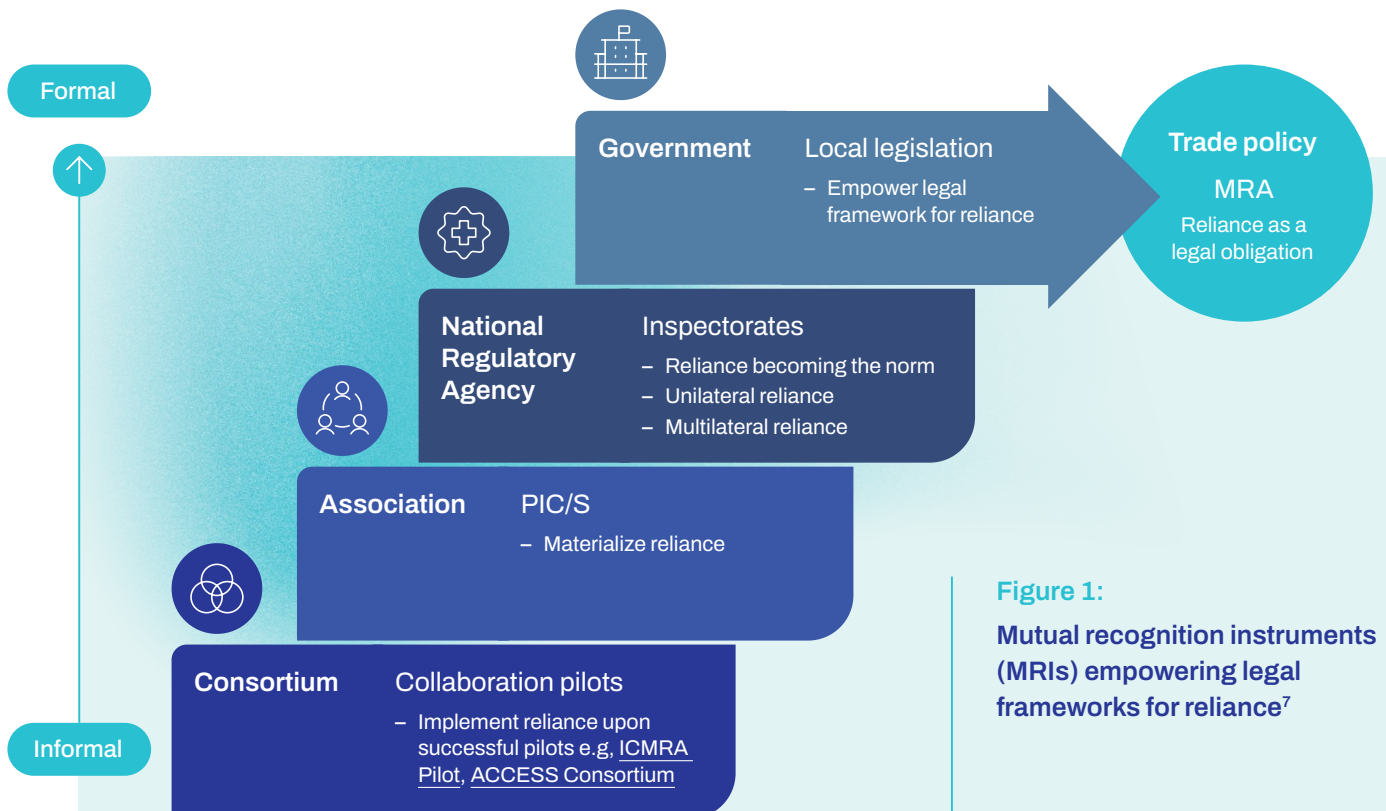 Formal
Government
Local legislation
– Empower legal
framework for reliance
Trade policy
MRA
Reliance as a
legal obligation
National
Regulatory
Agency
Inspectorates
– Reliance becoming the norm
– Unilateral reliance
– Multilateral reliance
Association
PIC/S
– Materialize reliance
Consortium
Collaboration pilots
– Implement reliance upon
successful pilots e.g, ICMRA
Pilot, ACCESS Consortium
Informal
Figure 1:
Mutual recognition instruments
(MRIs) empowering legal
frameworks for reliance⁷